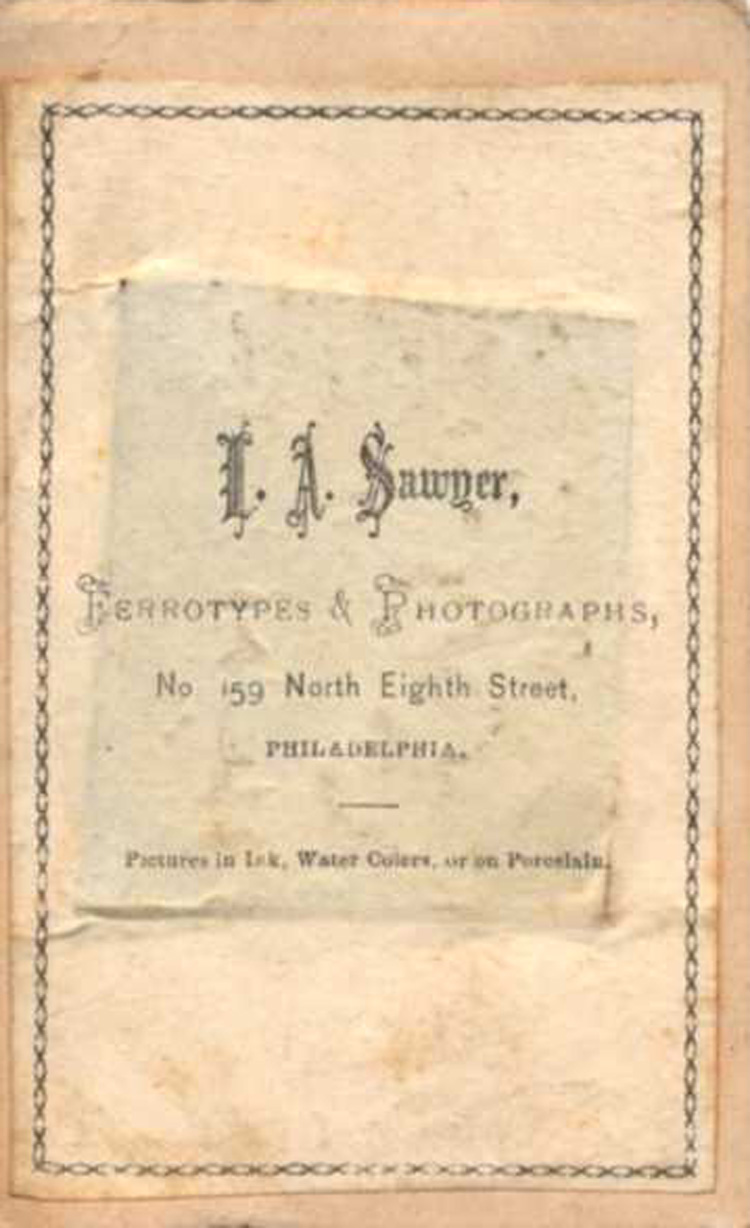 L. A. Sawyer,
FERROTYPES & PHOTOGRAPHS,
No 159 North Eighth Street,
PHILADELPHIA.
Pictures in Ink, Water Colors, or on Porcelain.